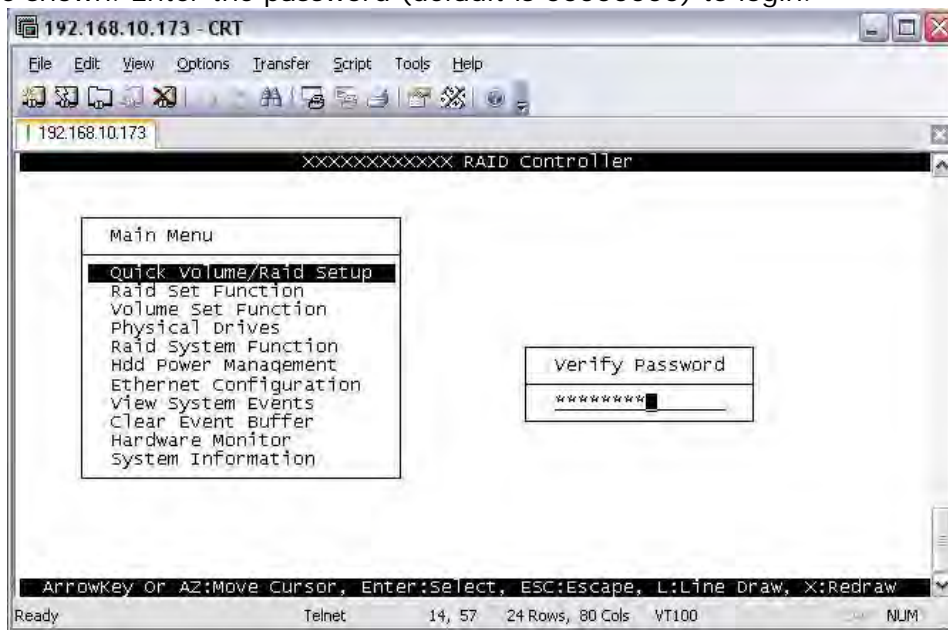 192.168.10.173 - CRT
File Edit View Options Transfer Script Tools Help
192.168.10.173
XXXXXXXXXXXX RAID Controller
Main Menu
Quick Volume/Raid Setup
Raid Set Function
Volume Set Function
Physical Drives
Raid System Function
Hdd Power Management
Ethernet Configuration
View System Events
Clear Event Buffer
Hardware Monitor
System Information
Verify Password
********
ArrowKey Or AZ:Move Cursor, Enter:Select, ESC:Escape, L:Line Draw, X:Redraw
Ready Telnet 14, 57 24 Rows, 80 Cols VT100 NUM